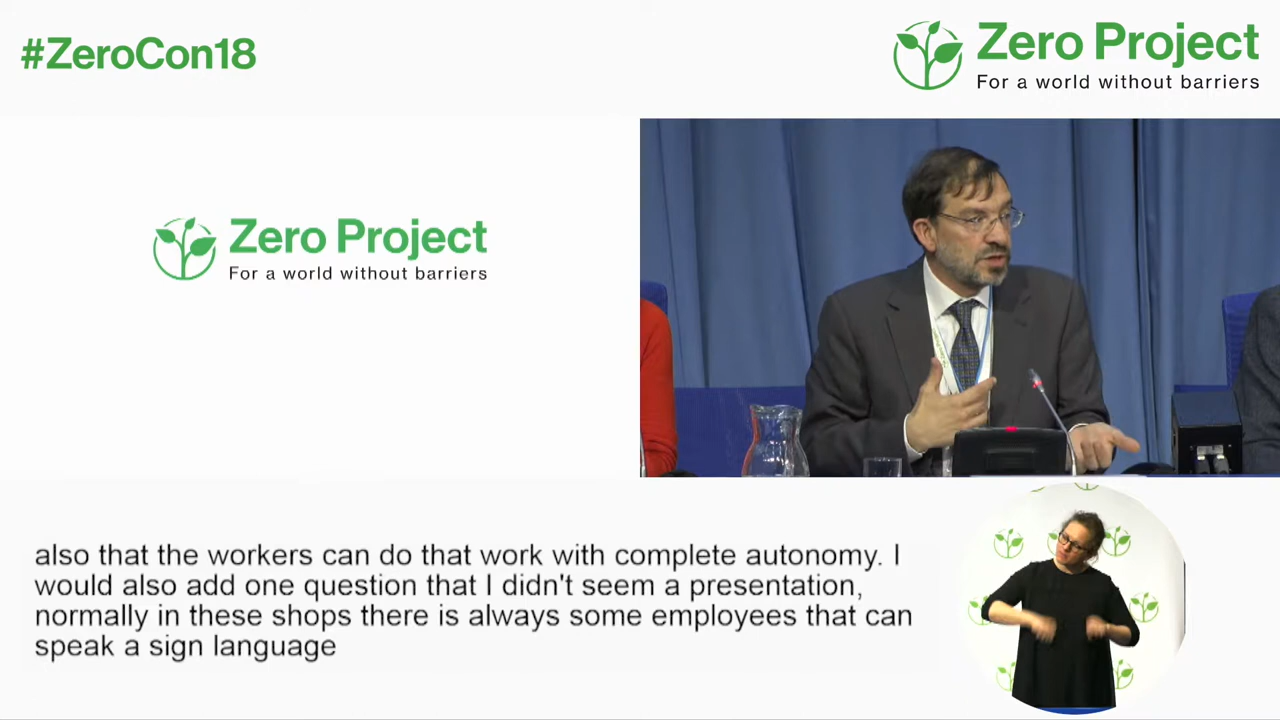 #ZeroCon18
Zero Project
For a world without barriers
Zero Project
For a world without barriers
also that the workers can do that work with complete autonomy. I
would also add one question that I didn't seem a presentation,
normally in these shops there is always some employees that can
speak a sign language